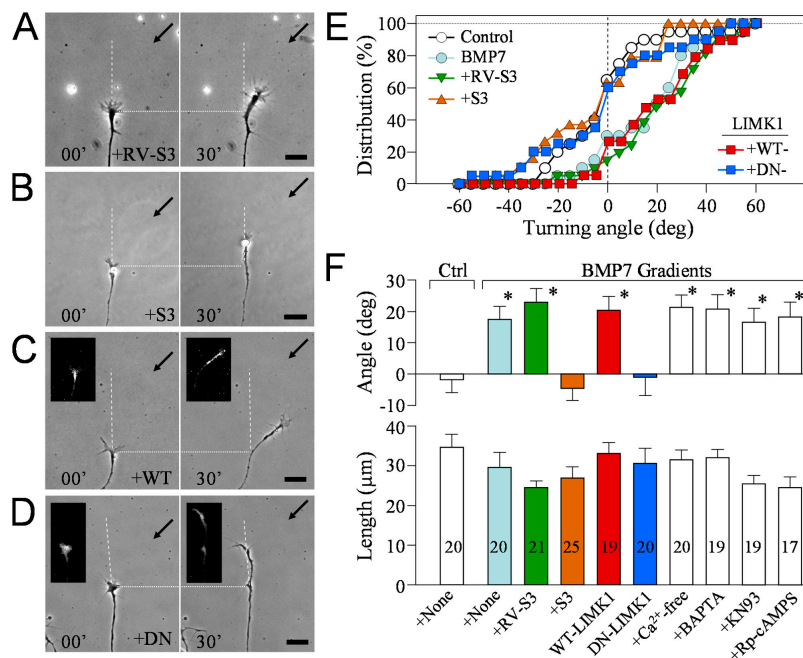 A
00’
+RV-S3
30’
B
00’
+S3
30’
C
00’
+WT
30’
D
00’
+DN
30’
E
Distribution (%)
100
80
60
40
20
0
Control
BMP7
+RV-S3
+S3
LIMK1
+WT-
+DN-
-60 -40 -20 0 20 40 60
Turning angle (deg)
F
Ctrl
BMP7 Gradients
Angle (deg)
30
20
10
0
-10
* * * * * * *
Length (µm)
40
30
20
10
0
20 20 21 25 19 20 20 19 19 17
+None
+None
+RV-S3
+S3
WT-LIMK1
DN-LIMK1
+Ca²⁺-free
+BAPTA
+KN93
+Rp-cAMPS